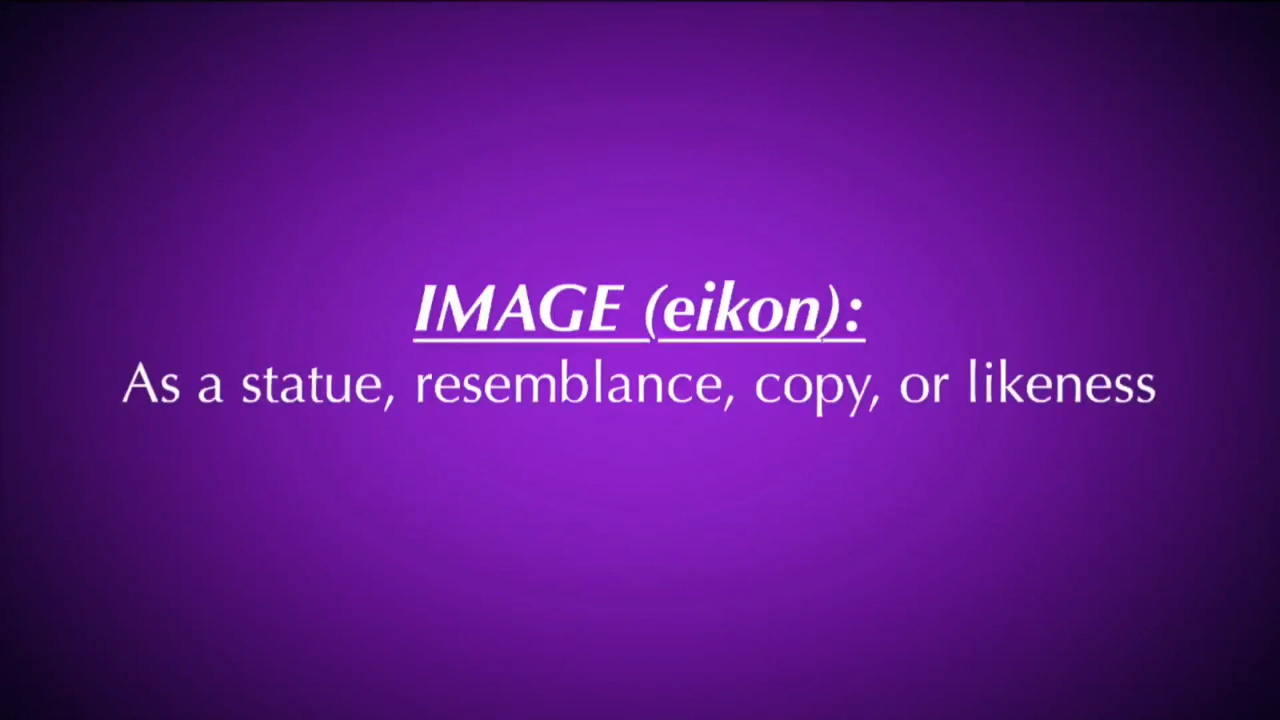 IMAGE (eikon):
As a statue, resemblance, copy, or likeness